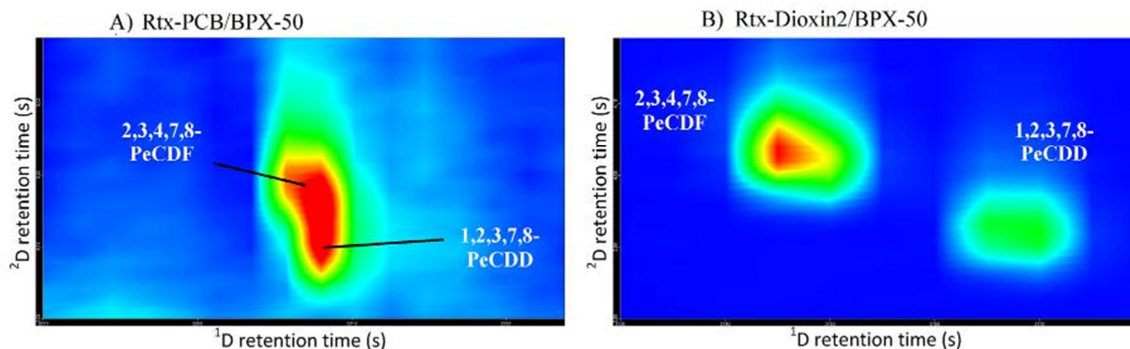 A) Rtx-PCB/BPX-50
2,3,4,7,8-
PeCDF
1,2,3,7,8-
PeCDD
²D retention time (s)
¹D retention time (s)
B) Rtx-Dioxin2/BPX-50
2,3,4,7,8-
PeCDF
1,2,3,7,8-
PeCDD
²D retention time (s)
¹D retention time (s)